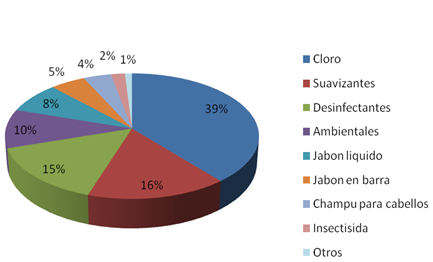 2%
1%
4%
5%
8%
39%
10%
15%
16%
Cloro
Suavizantes
Desinfectantes
Ambientales
Jabon liquido
Jabon en barra
Champu para cabellos
Insectisida
Otros